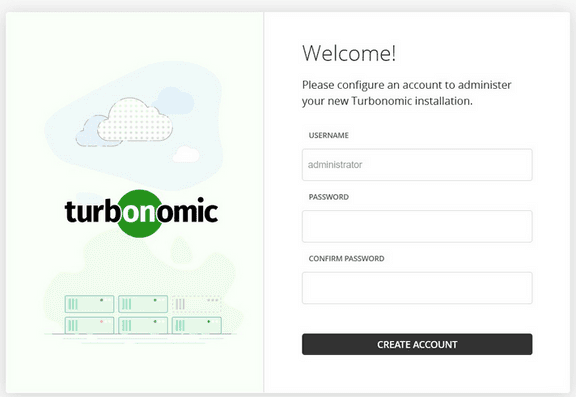 turbonomic
Welcome!
Please configure an account to administer
your new Turbonomic installation.
USERNAME
administrator
PASSWORD
CONFIRM PASSWORD
CREATE ACCOUNT